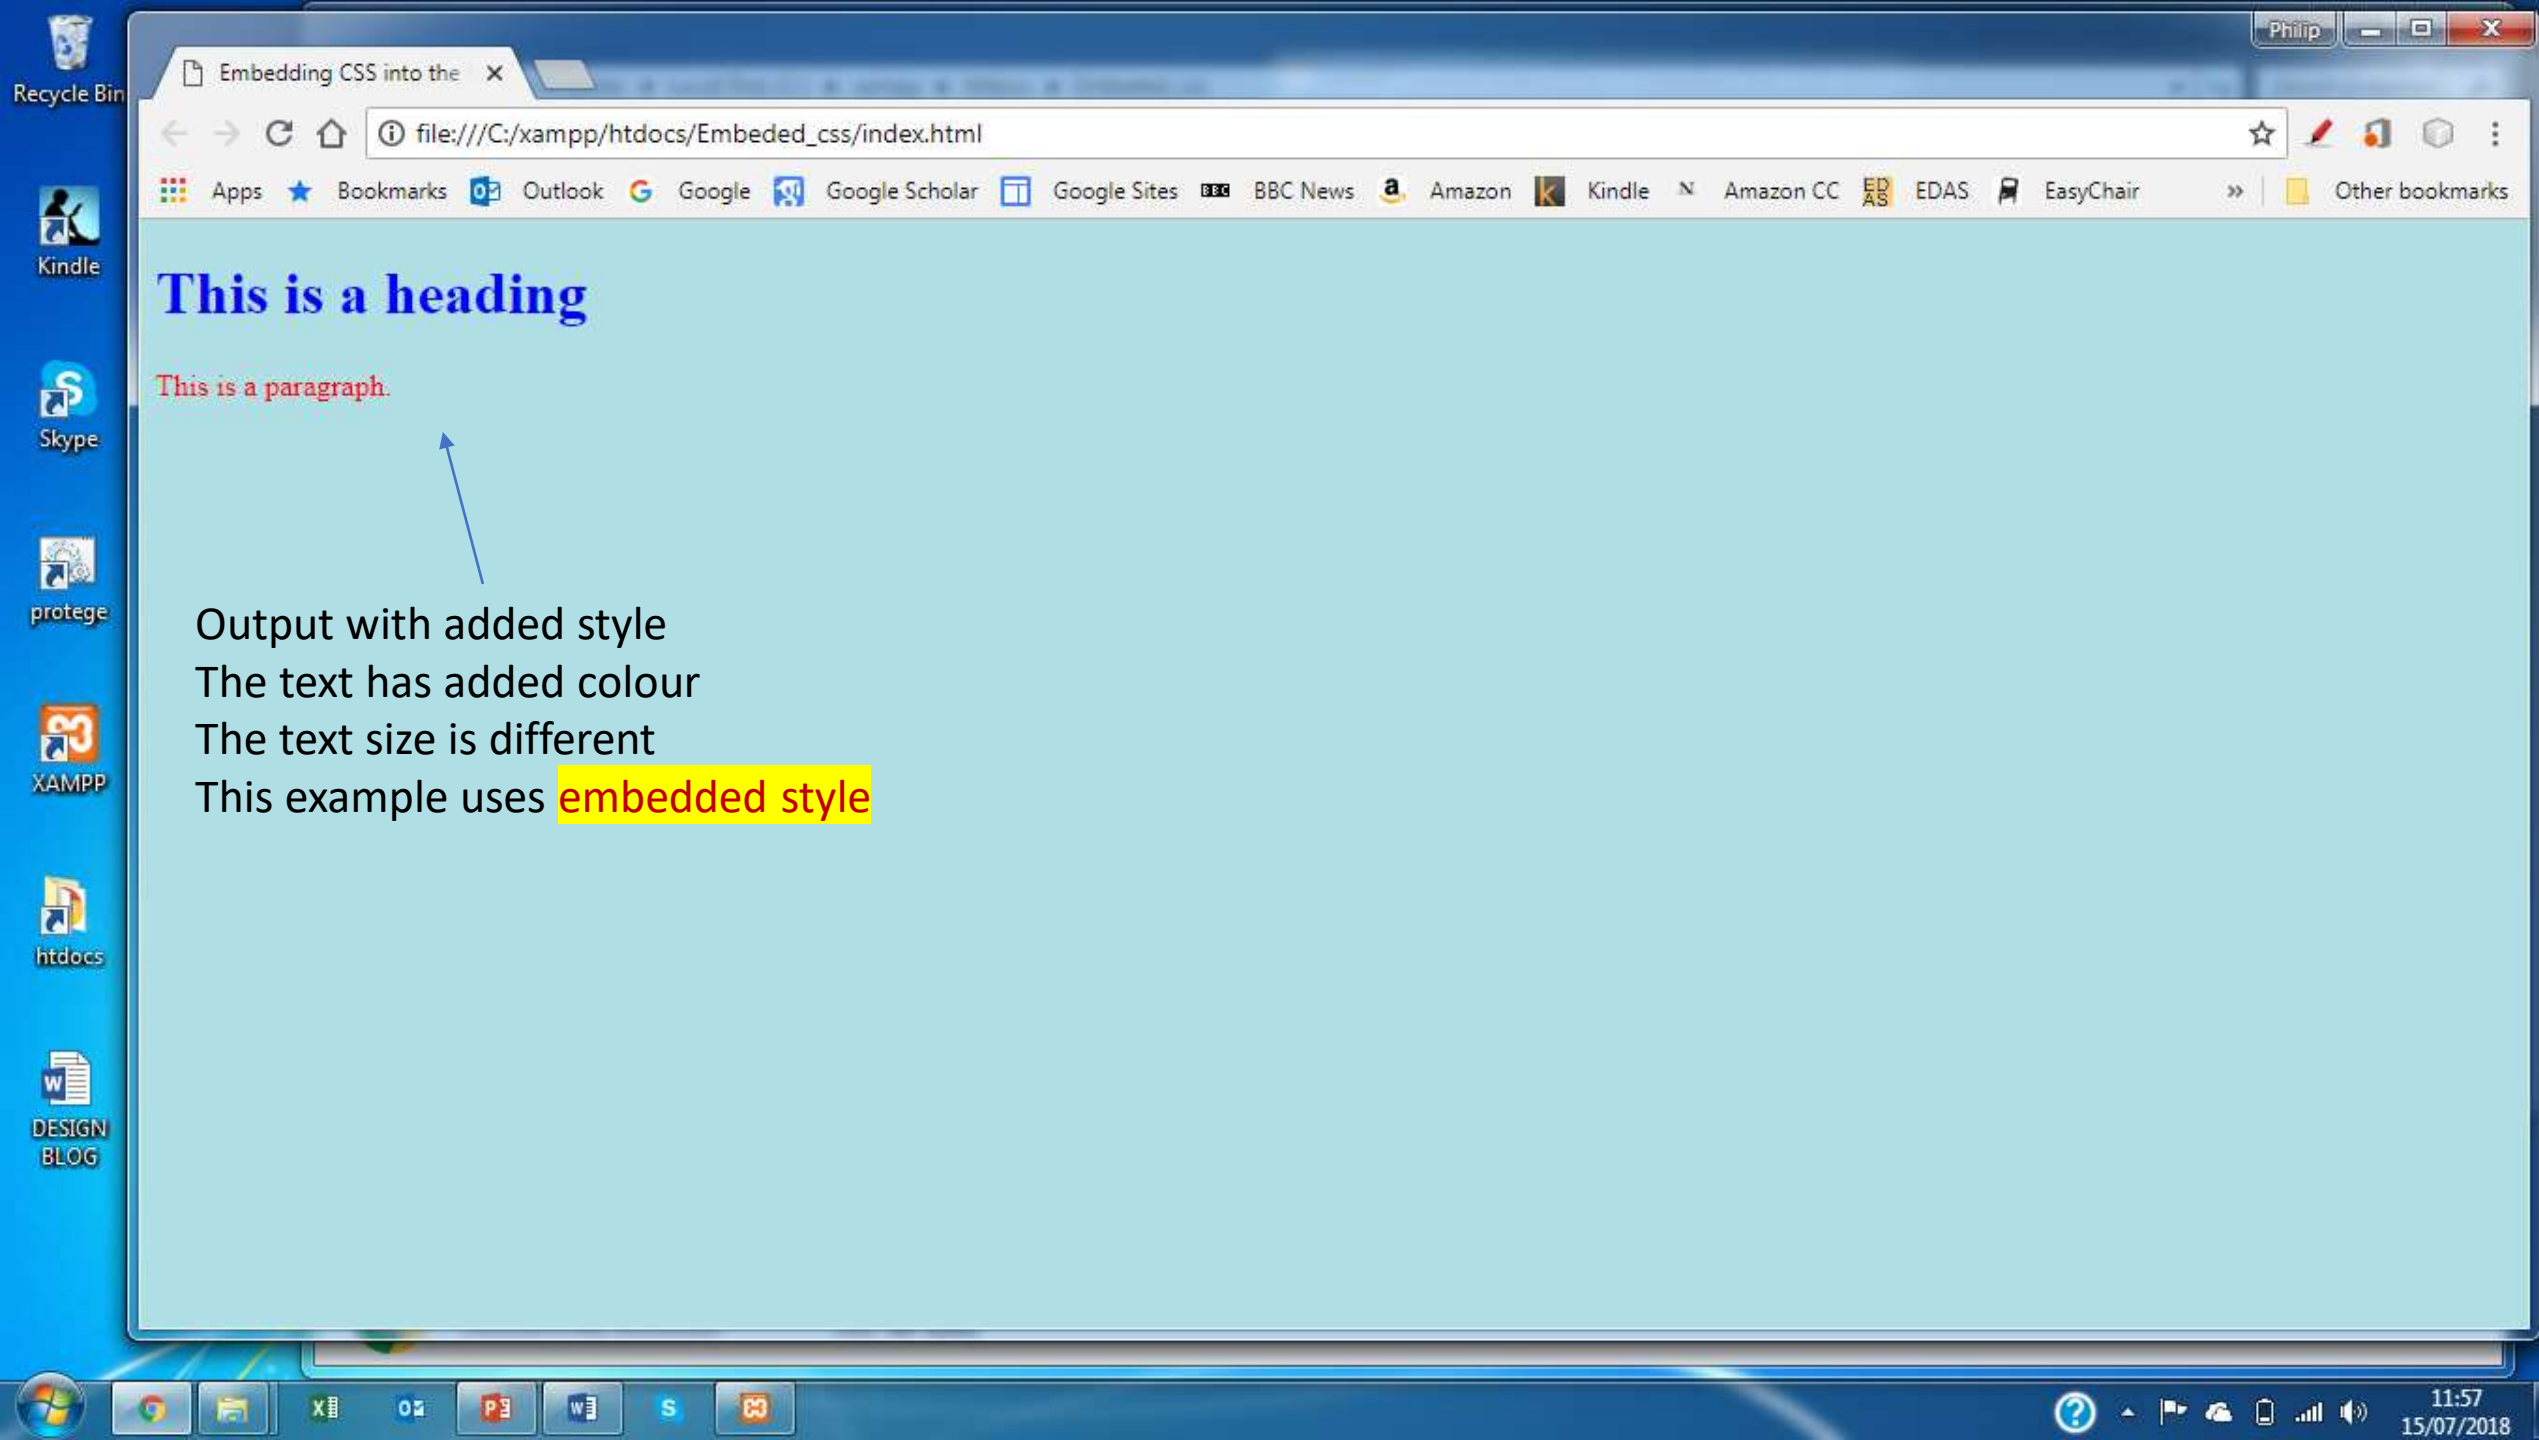 Philip
Recycle Bin
Embedding CSS into the
file:///C:/xampp/htdocs/Embeded_css/index.html
Apps Bookmarks Outlook Google Google Scholar Google Sites BBC News Amazon Kindle Amazon CC EDAS EasyChair » Other bookmarks
Kindle
This is a heading
This is a paragraph.
Skype
protege
Output with added style
The text has added colour
The text size is different
This example uses embedded style
XAMPP
htdocs
DESIGN
BLOG
11:57
15/07/2018